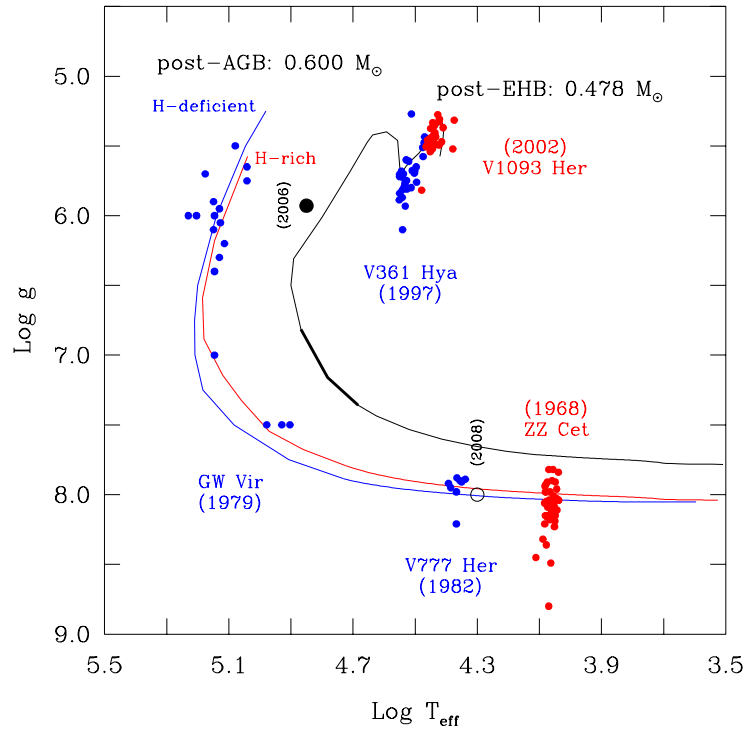 post-AGB: 0.600 M⊙
post-EHB: 0.478 M⊙
H-deficient
H-rich
(2002)
V1093 Her
(2006)
V361 Hya
(1997)
(1968)
ZZ Cet
(2008)
GW Vir
(1979)
V777 Her
(1982)
Log g
5.0
6.0
7.0
8.0
9.0
5.5 5.1 4.7 4.3 3.9 3.5
Log Teff